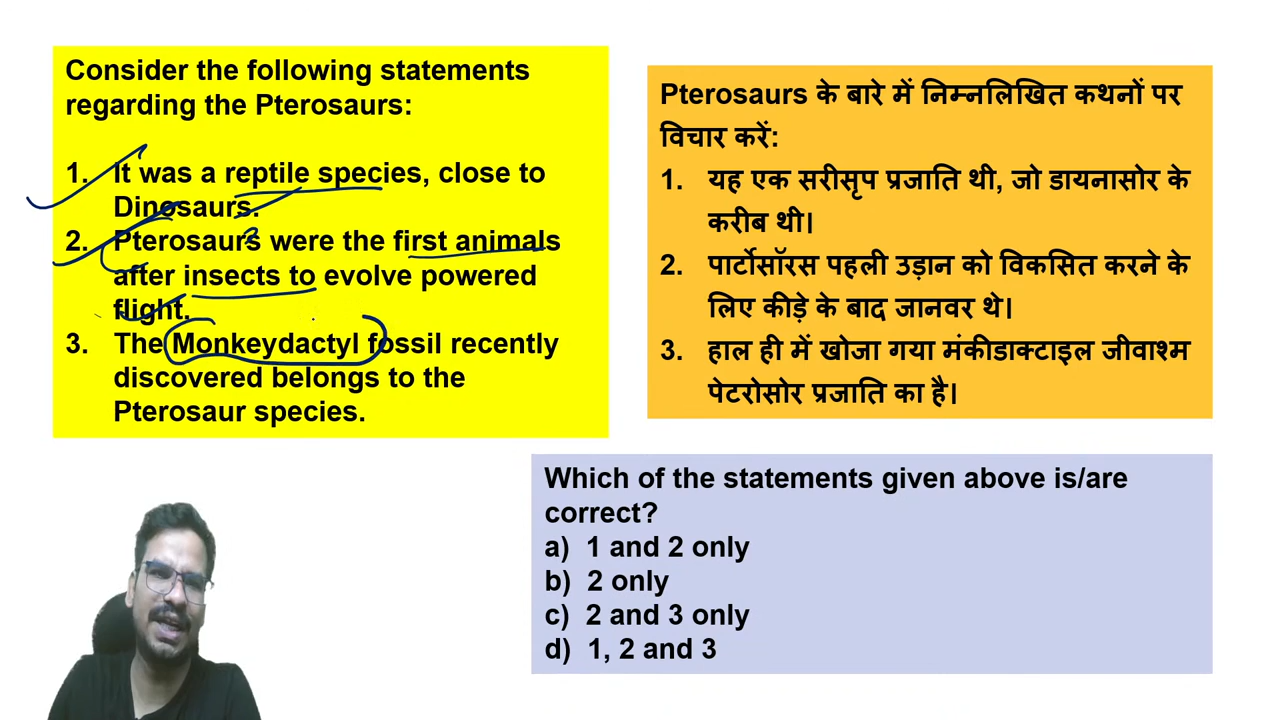 Consider the following statements
regarding the Pterosaurs:
1. It was a reptile species, close to
Dinosaurs.
2. Pterosaurs were the first animals
after insects to evolve powered
flight.
3. The Monkeydactyl fossil recently
discovered belongs to the
Pterosaur species.
Pterosaurs के बारे में निम्नलिखित कथनों पर
विचार करें:
1. यह एक सरीसृप प्रजाति थी, जो डायनासोर के
करीब थी।
2. पार्टोसॉरस पहली उड़ान को विकसित करने के
लिए कीड़े के बाद जानवर थे।
3. हाल ही में खोजा गया मंकीडाक्टाइल जीवाश्म
पेटरोसोर प्रजाति का है।
Which of the statements given above is/are
correct?
a) 1 and 2 only
b) 2 only
c) 2 and 3 only
d) 1, 2 and 3